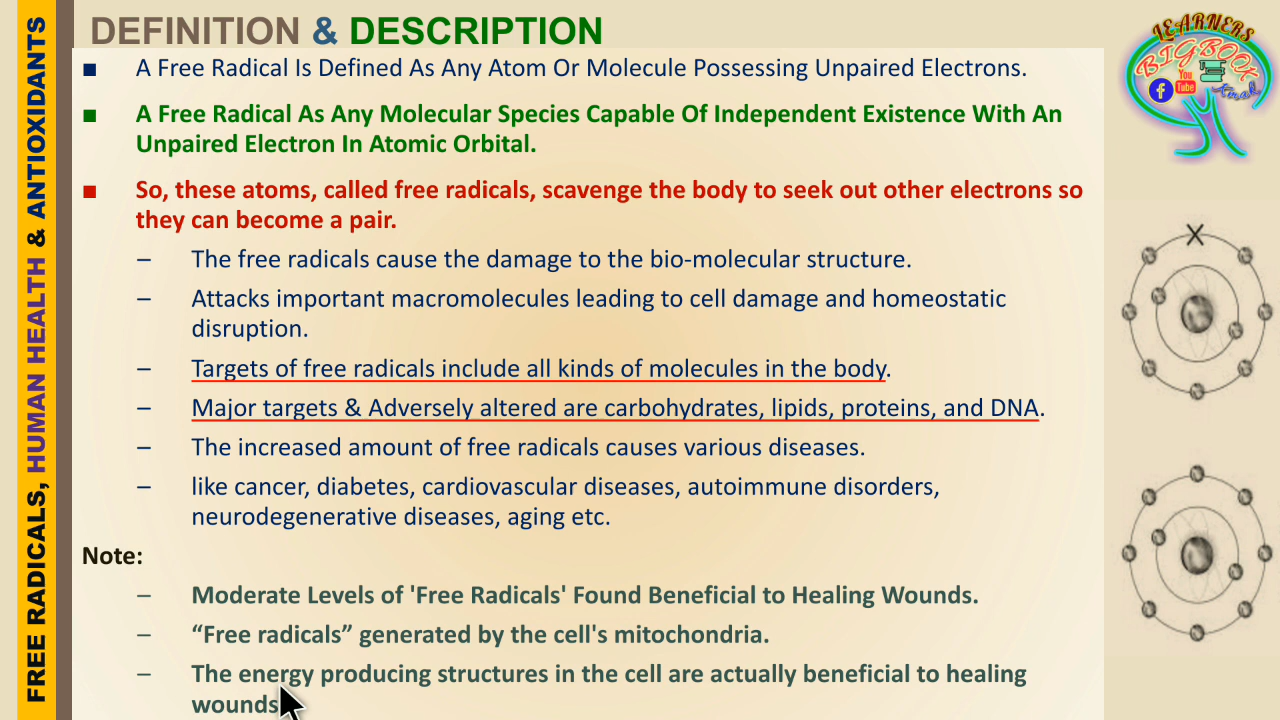 FREE RADICALS, HUMAN HEALTH & ANTIOXIDANTS
DEFINITION & DESCRIPTION
■ A Free Radical Is Defined As Any Atom Or Molecule Possessing Unpaired Electrons.
■ A Free Radical As Any Molecular Species Capable Of Independent Existence With An
Unpaired Electron In Atomic Orbital.
■ So, these atoms, called free radicals, scavenge the body to seek out other electrons so
they can become a pair.
– The free radicals cause the damage to the bio-molecular structure.
– Attacks important macromolecules leading to cell damage and homeostatic
disruption.
– Targets of free radicals include all kinds of molecules in the body.
– Major targets & Adversely altered are carbohydrates, lipids, proteins, and DNA.
– The increased amount of free radicals causes various diseases.
– like cancer, diabetes, cardiovascular diseases, autoimmune disorders,
neurodegenerative diseases, aging etc.
Note:
– Moderate Levels of 'Free Radicals' Found Beneficial to Healing Wounds.
– “Free radicals” generated by the cell's mitochondria.
– The energy producing structures in the cell are actually beneficial to healing
wounds
LEARNERS
BIGBOOK
You
Tube
f
X